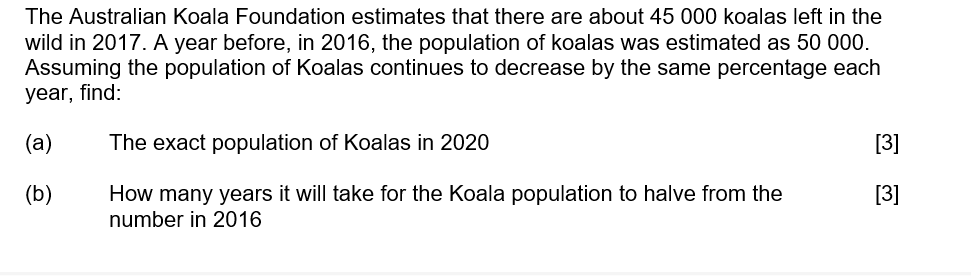 The Australian Koala Foundation estimates that there are about 45 000 koalas left in the
wild in 2017. A year before, in 2016, the population of koalas was estimated as 50 000.
Assuming the population of Koalas continues to decrease by the same percentage each
year, find:
(a) The exact population of Koalas in 2020 [3]
(b) How many years it will take for the Koala population to halve from the [3]
number in 2016